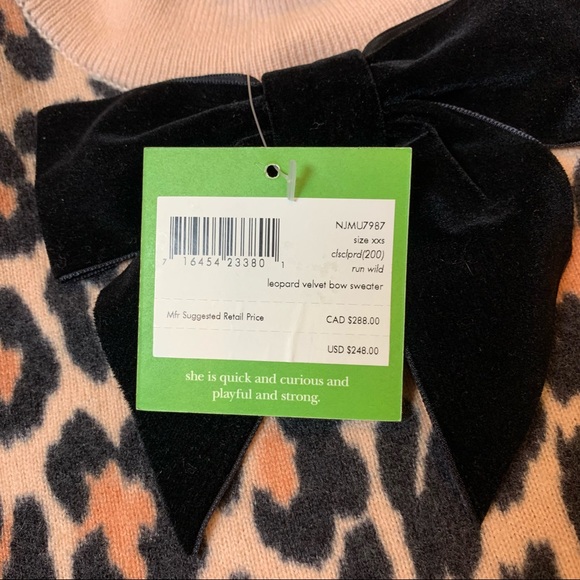 NJMU7987
size xxs
clsclprd(200)
run wild
leopard velvet bow sweater
7 16454 23380 1
Mfr Suggested Retail Price CAD $288.00
USD $248.00
she is quick and curious and
playful and strong.